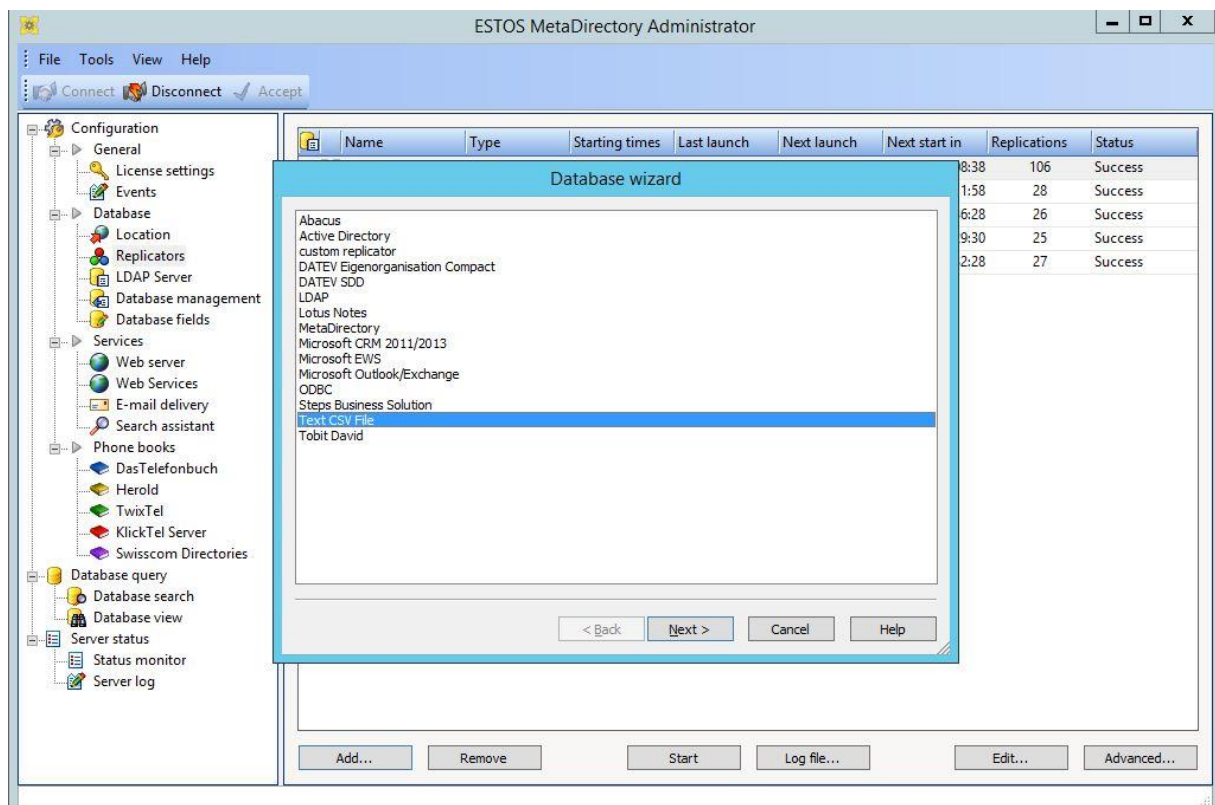 ESTOS MetaDirectory Administrator
File Tools View Help
Connect Disconnect Accept
Configuration
General
License settings
Events
Database
Location
Replicators
LDAP Server
Database management
Database fields
Services
Web server
Web Services
E-mail delivery
Search assistant
Phone books
DasTelefonbuch
Herold
TwixTel
KlickTel Server
Swisscom Directories
Database query
Database search
Database view
Server status
Status monitor
Server log
Name Type Starting times Last launch Next launch Next start in Replications Status
8:38 106 Success
1:58 28 Success
6:28 26 Success
9:30 25 Success
2:28 27 Success
Database wizard
Abacus
Active Directory
custom replicator
DATEV Eigenorganisation Compact
DATEV SDD
LDAP
Lotus Notes
MetaDirectory
Microsoft CRM 2011/2013
Microsoft EWS
Microsoft Outlook/Exchange
ODBC
Steps Business Solution
Text CSV File
Tobit David
< Back Next > Cancel Help
Add... Remove Start Log file... Edit... Advanced...